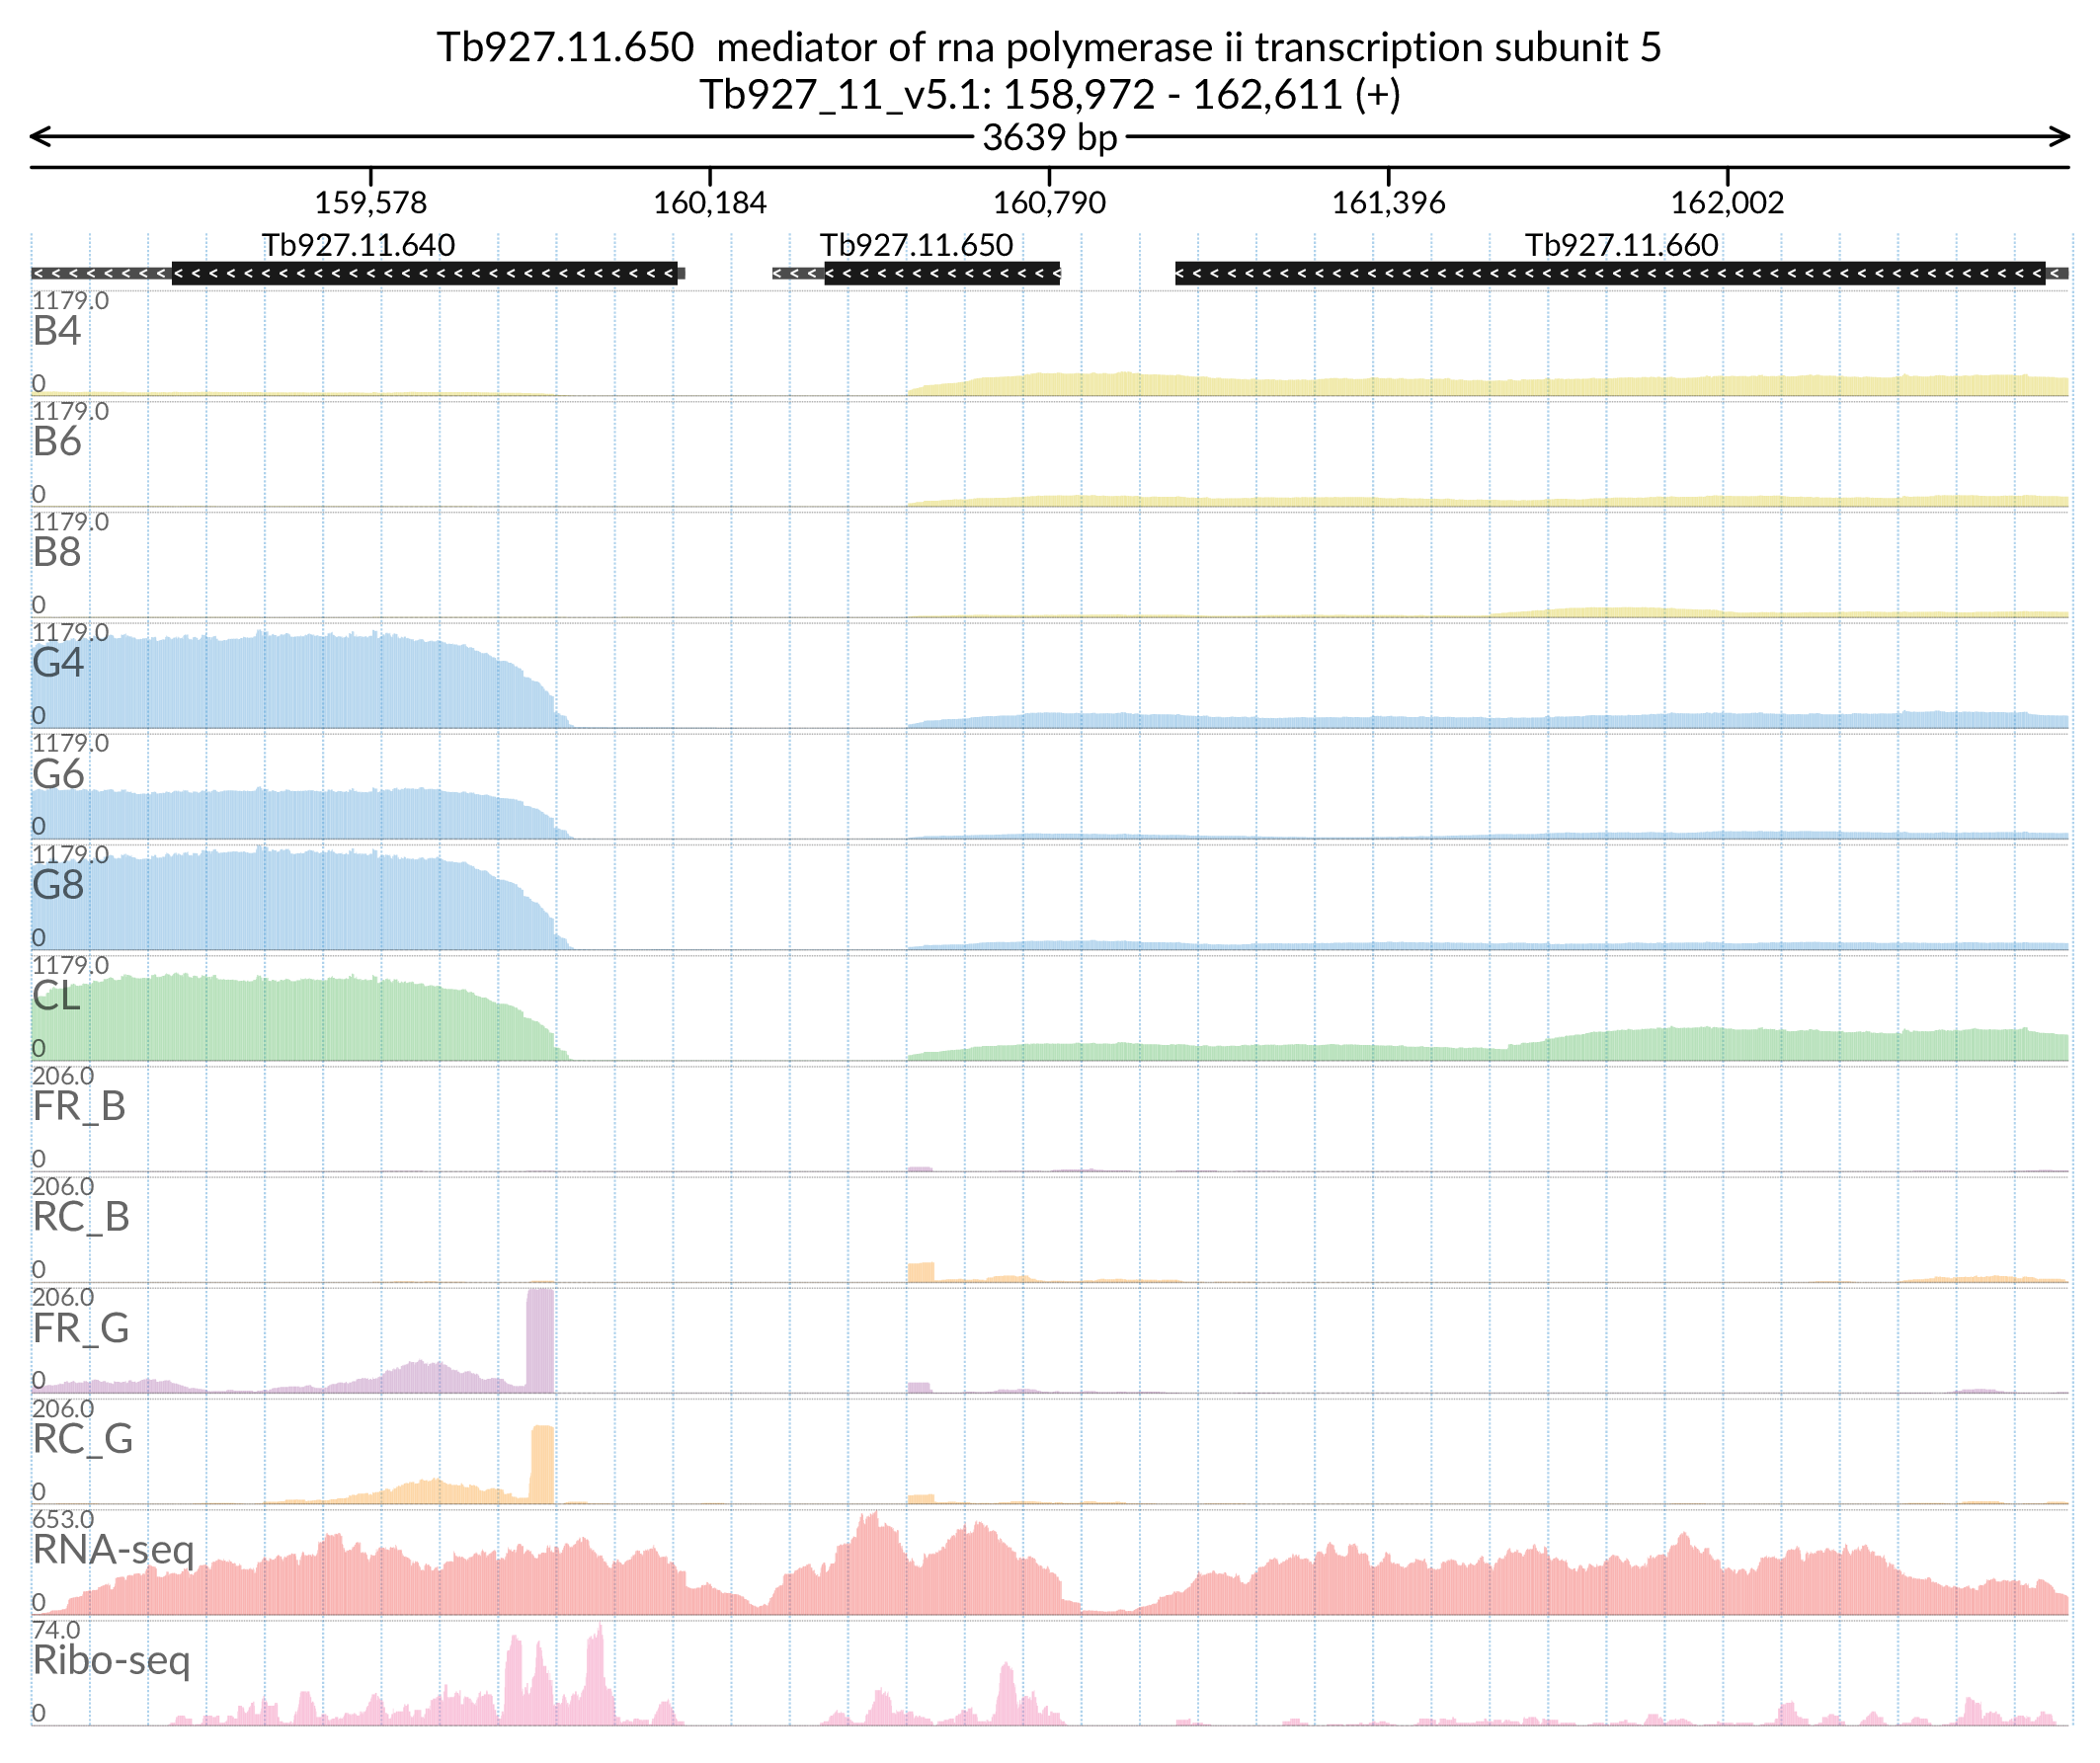 Tb927.11.650  mediator of rna polymerase ii transcription subunit 5
Tb927_11_v5.1: 158,972 - 162,611 (+)
3639 bp
159,578 160,184 160,790 161,396 162,002
Tb927.11.640 Tb927.11.650 Tb927.11.660
1179.0
B4
0
1179.0
B6
0
1179.0
B8
0
1179.0
G4
0
1179.0
G6
0
1179.0
G8
0
1179.0
CL
0
206.0
FR_B
0
206.0
RC_B
0
206.0
FR_G
0
206.0
RC_G
0
653.0
RNA-seq
0
74.0
Ribo-seq
0